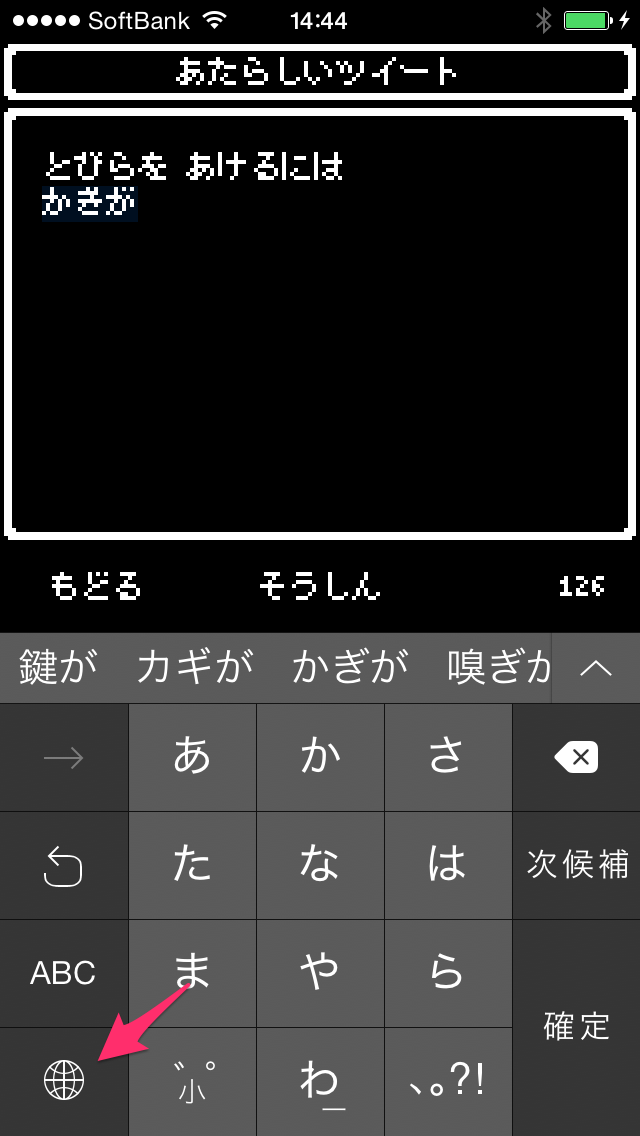 SoftBank 14:44
あたらしいツイート
とびらを あけるには
かぎが
もどる そうしん 126
鍵が カギが かぎが 嗅ぎが
→ あ か さ
た な は 次候補
ABC ま や ら
確定
゛゜小 わ_ 、。?!